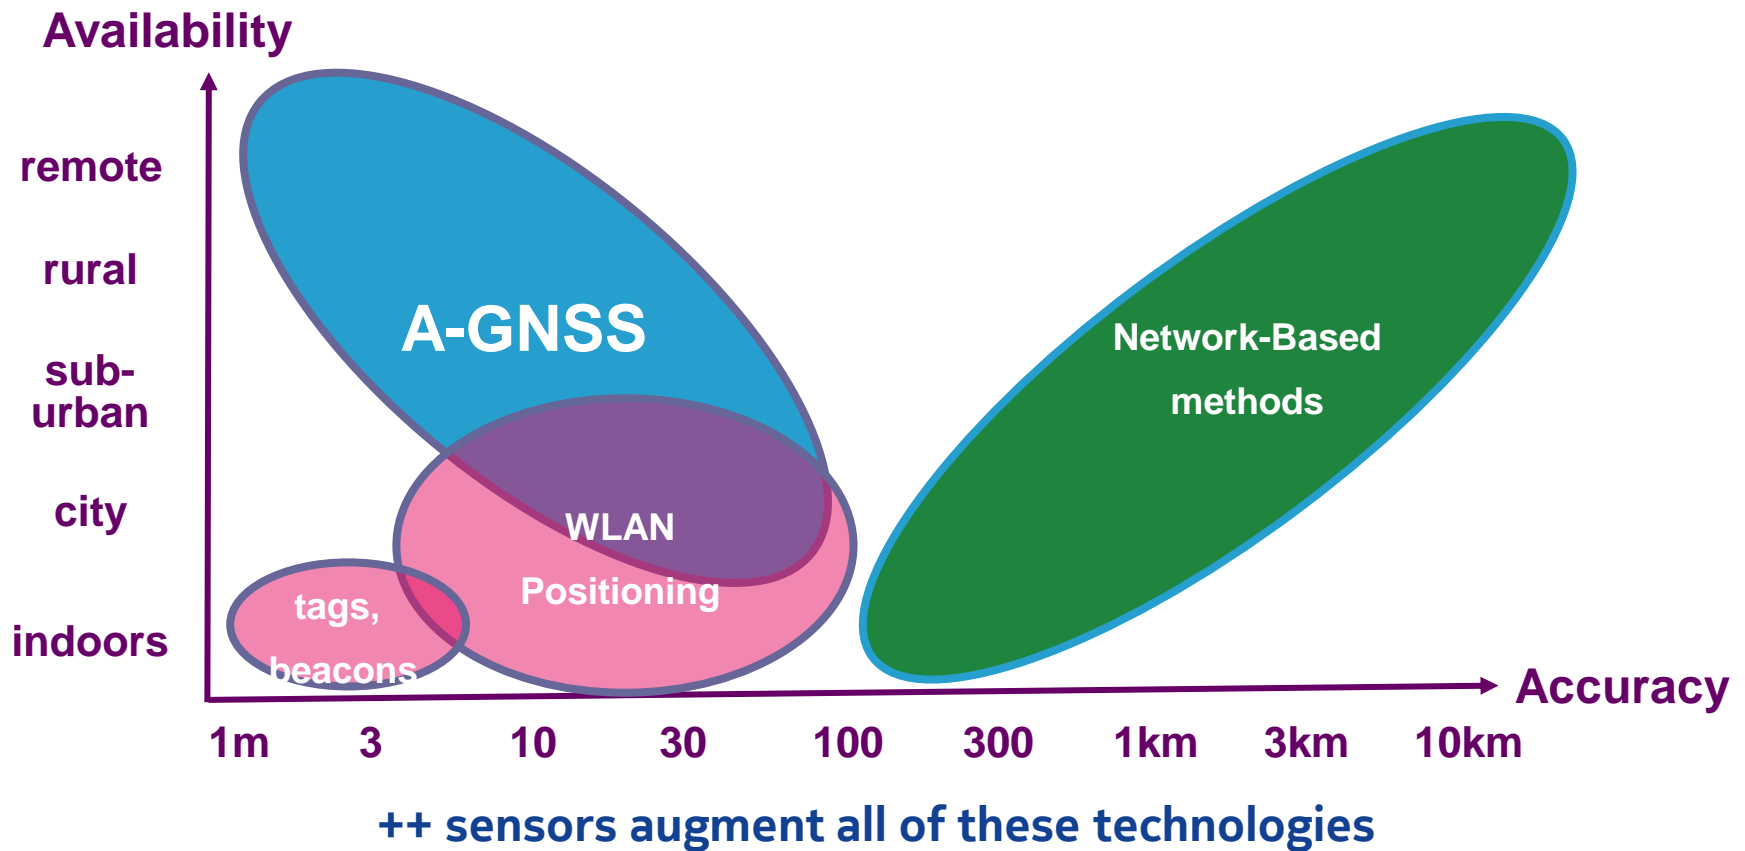 Availability
remote
rural
sub-
urban
city
indoors
A-GNSS
Network-Based
methods
WLAN
Positioning
tags,
beacons
Accuracy
1m 3 10 30 100 300 1km 3km 10km
++ sensors augment all of these technologies